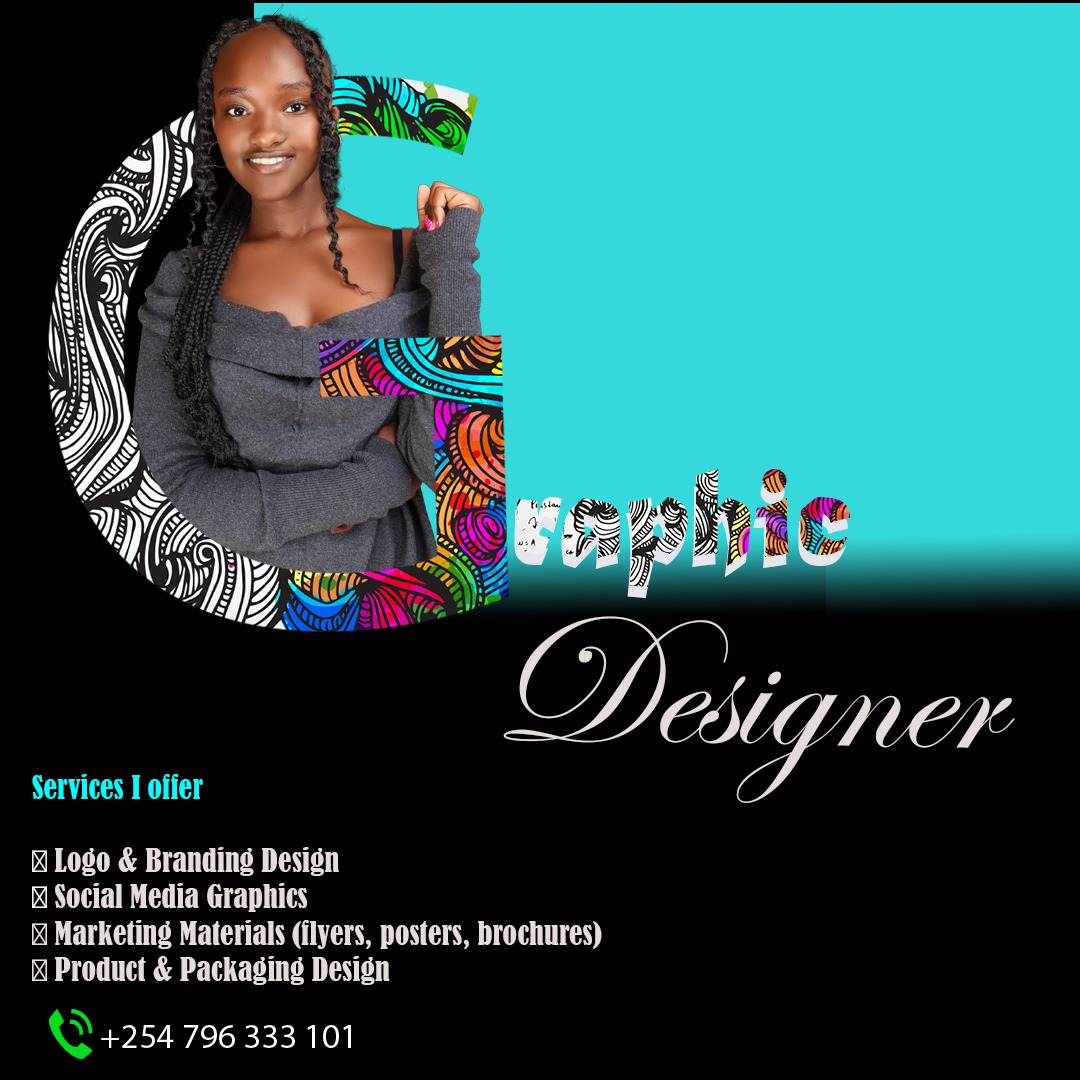 Graphic
Designer
Services I offer
☒ Logo & Branding Design
☒ Social Media Graphics
☒ Marketing Materials (flyers, posters, brochures)
☒ Product & Packaging Design
+254 796 333 101